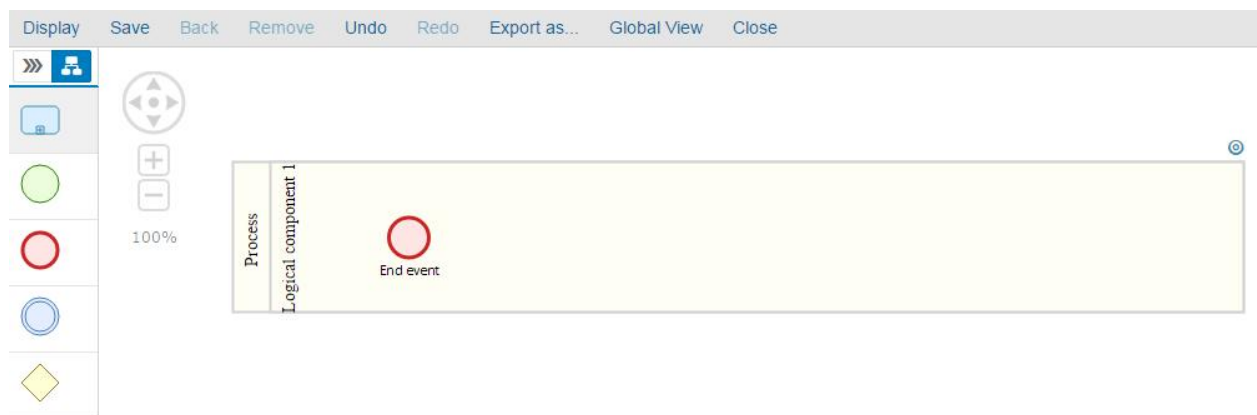 Display Save Back Remove Undo Redo Export as... Global View Close
100%
Process
Logical component 1
End event